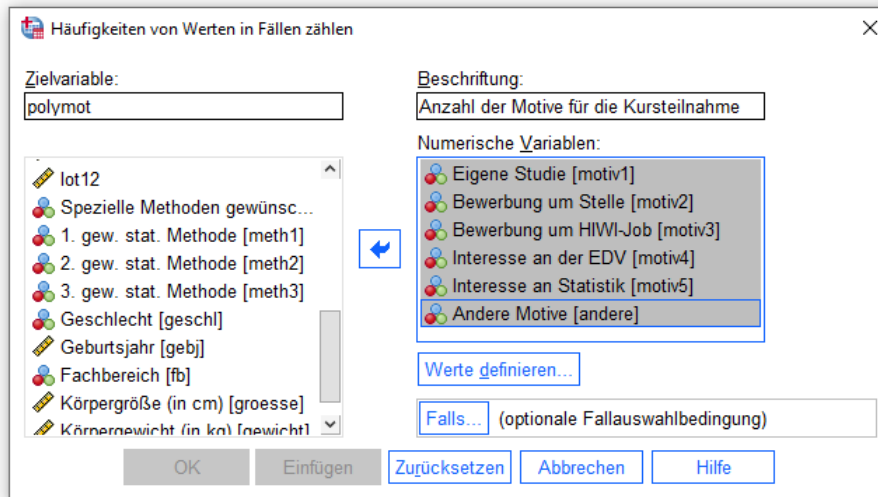 Häufigkeiten von Werten in Fällen zählen
Zielvariable:
polymot
Beschriftung:
Anzahl der Motive für die Kursteilnahme
lot12
Spezielle Methoden gewünsc...
1. gew. stat. Methode [meth1]
2. gew. stat. Methode [meth2]
3. gew. stat. Methode [meth3]
Geschlecht [geschl]
Geburtsjahr [gebj]
Fachbereich [fb]
Körpergröße (in cm) [groesse]
Körpergewicht (in kg) [gewicht]
Numerische Variablen:
Eigene Studie [motiv1]
Bewerbung um Stelle [motiv2]
Bewerbung um HIWI-Job [motiv3]
Interesse an der EDV [motiv4]
Interesse an Statistik [motiv5]
Andere Motive [andere]
Werte definieren...
Falls... (optionale Fallauswahlbedingung)
OK Einfügen Zurücksetzen Abbrechen Hilfe